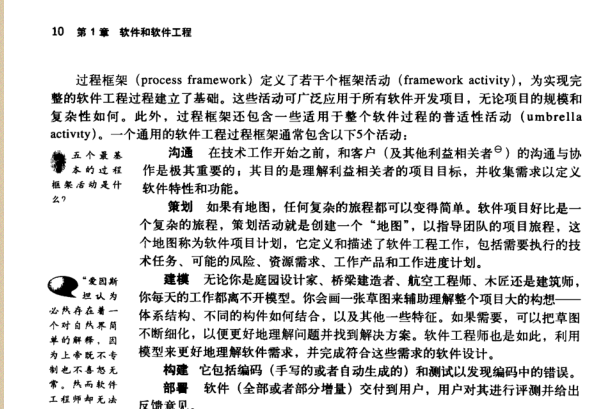 10 第1章 软件和软件工程
过程框架（process framework）定义了若干个框架活动（framework activity），为实现完
整的软件工程过程建立了基础。这些活动可广泛应用于所有软件开发项目，无论项目的规模和
复杂性如何。此外，过程框架还包含一些适用于整个软件过程的普适性活动（umbrella
activity）。一个通用的软件工程过程框架通常包含以下5个活动：
五个最基
本的过程
框架活动是什
么？
沟通 在技术工作开始之前，和客户（及其他利益相关者⊖）的沟通与协
作是极其重要的；其目的是理解利益相关者的项目目标，并收集需求以定义
软件特性和功能。
策划 如果有地图，任何复杂的旅程都可以变得简单。软件项目好比是一
个复杂的旅程，策划活动就是创建一个“地图”，以指导团队的项目旅程，这
个地图称为软件项目计划，它定义和描述了软件工程工作，包括需要执行的技
术任务、可能的风险、资源需求、工作产品和工作进度计划。
“爱因斯
坦认为
必然存在着一
个对自然界简
单的解释，因
为上帝既不专
制也不喜怒无
常。然而软件
工程师却无法
建模 无论你是庭园设计家、桥梁建造者、航空工程师、木匠还是建筑师，
你每天的工作都离不开模型。你会画一张草图来辅助理解整个项目大的构想——
体系结构、不同的构件如何结合，以及其他一些特征。如果需要，可以把草图
不断细化，以便更好地理解问题并找到解决方案。软件工程师也是如此，利用
模型来更好地理解软件需求，并完成符合这些需求的软件设计。
构建 它包括编码（手写的或者自动生成的）和测试以发现编码中的错误。
部署 软件（全部或者部分增量）交付到用户，用户对其进行评测并给出
反馈意见。